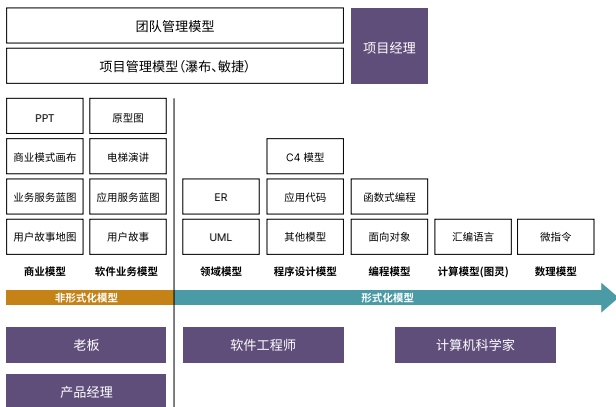 团队管理模型
项目经理
项目管理模型(瀑布、敏捷)
PPT
原型图
商业模式画布
电梯演讲
C4 模型
业务服务蓝图
应用服务蓝图
ER
应用代码
函数式编程
用户故事地图
用户故事
UML
其他模型
面向对象
汇编语言
微指令
商业模型
软件业务模型
领域模型
程序设计模型
编程模型
计算模型(图灵)
数理模型
非形式化模型
形式化模型
老板
软件工程师
计算机科学家
产品经理